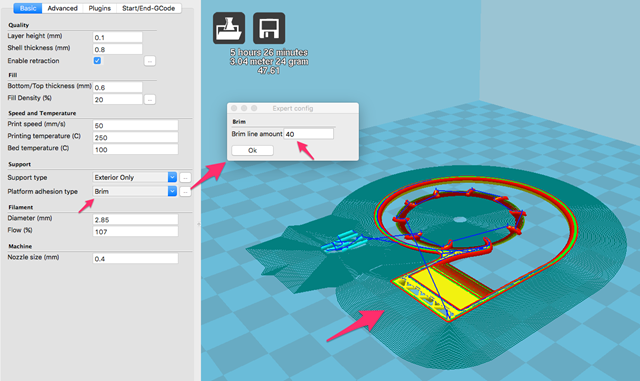 Basic Advanced Plugins Start/End-GCode
Quality
Layer height (mm) 0.1
Shell thickness (mm) 0.8
Enable retraction ...
Fill
Bottom/Top thickness (mm) 0.6
Fill Density (%) 20 ...
Speed and Temperature
Print speed (mm/s) 50
Printing temperature (C) 250
Bed temperature (C) 100
Support
Support type Exterior Only ...
Platform adhesion type Brim ...
Filament
Diameter (mm) 2.85
Flow (%) 107
Machine
Nozzle size (mm) 0.4
5 hours 26 minutes
3.04 meter 24 gram
47.61
Expert config
Brim
Brim line amount 40
Ok